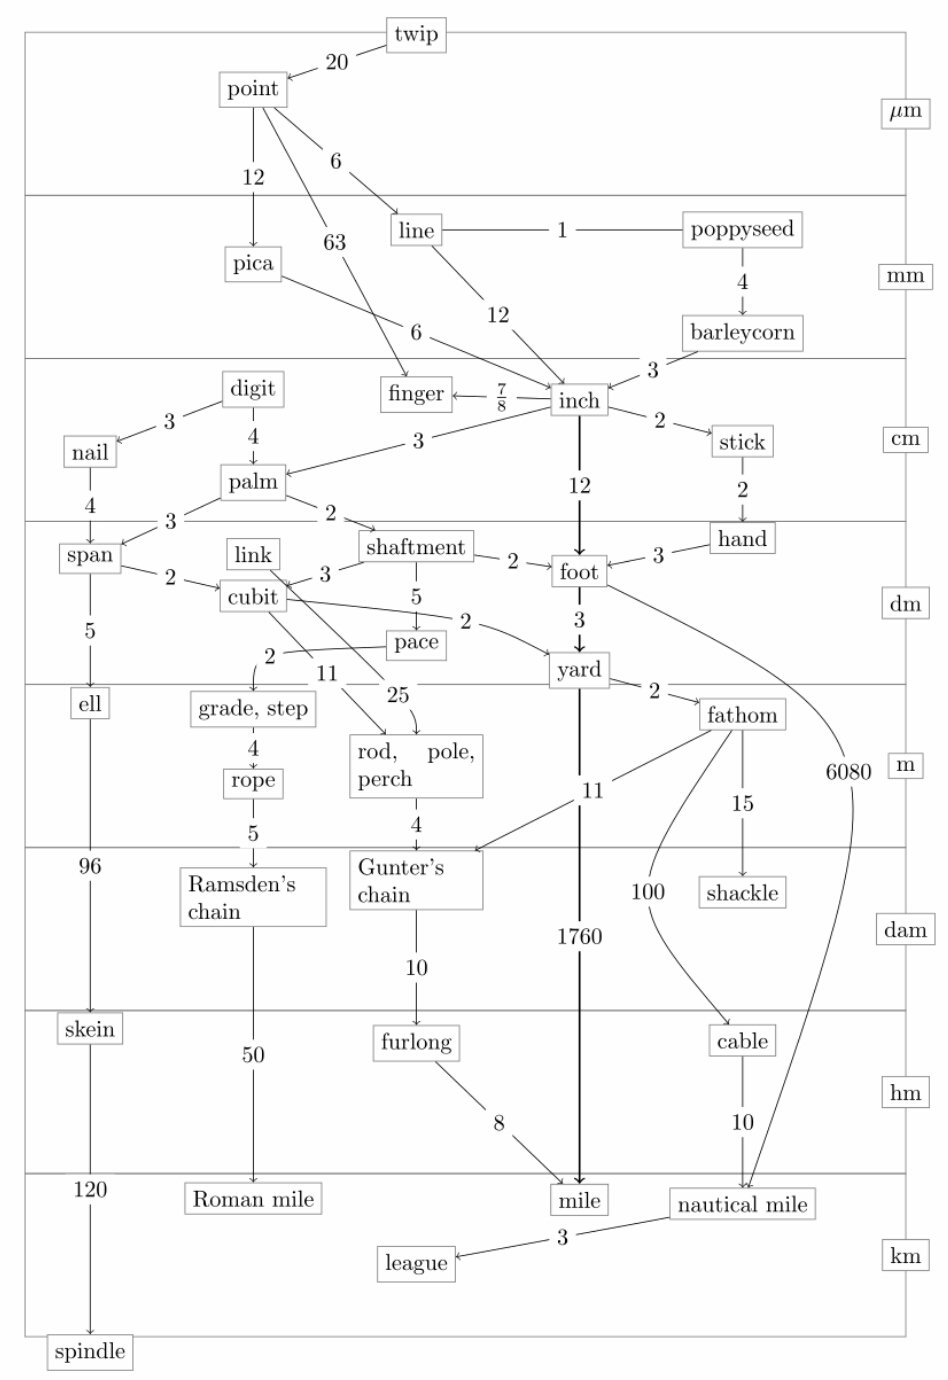 twip
20
point
μm
6
12
line
1
poppyseed
63
pica
mm
4
12
6
barleycorn
3
digit
finger
7/8
inch
3
2
nail
4
3
stick
cm
palm
4
12
2
3
2
span
link
shaftment
hand
2
3
2
3
foot
cubit
5
dm
5
2
3
pace
2
11
yard
25
2
ell
grade, step
fathom
4
rod, pole,
perch
6080
m
rope
11
15
4
5
96
Gunter's
chain
Ramsden's
chain
100
shackle
dam
1760
10
skein
furlong
cable
50
hm
8
10
120
Roman mile
mile
nautical mile
3
league
km
spindle